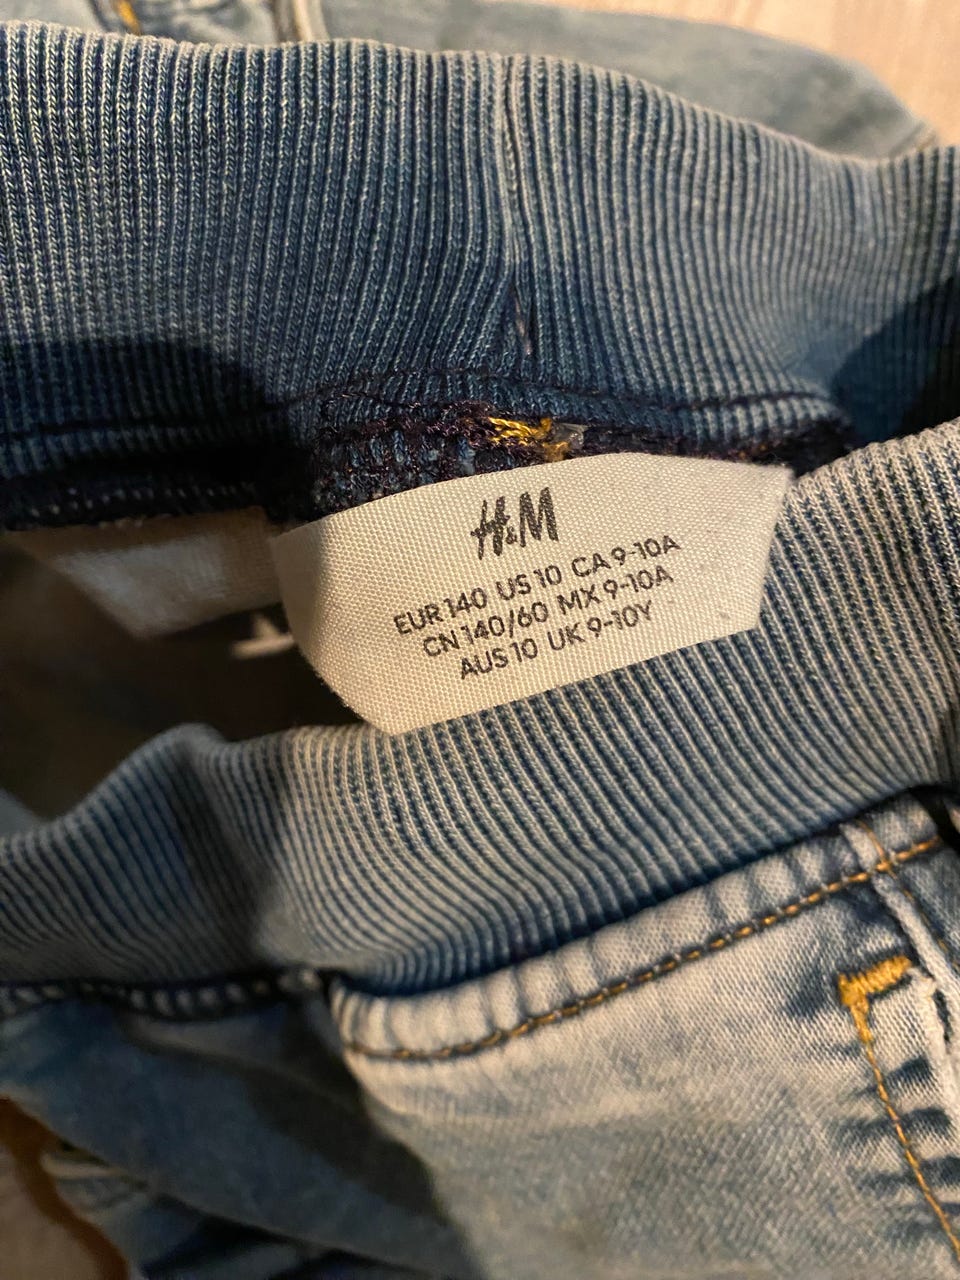 H&M
EUR 140 US 10 CA 9-10A
CN 140/60 MX 9-10A
AUS 10 UK 9-10Y